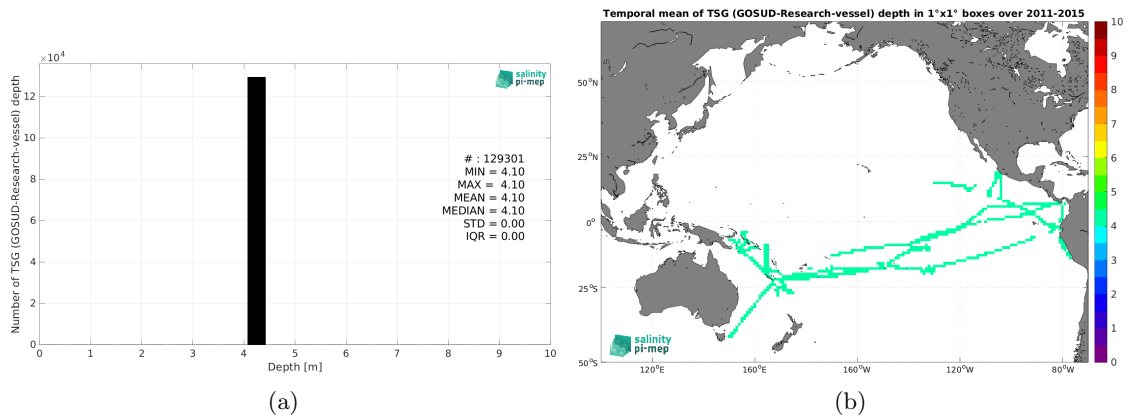 ×10⁴
Number of TSG (GOSUD-Research-vessel) depth
12
10
8
6
4
2
0
0 1 2 3 4 5 6 7 8 9 10
Depth [m]
salinity
pi-mep
# : 129301
MIN = 4.10
MAX = 4.10
MEAN = 4.10
MEDIAN = 4.10
STD = 0.00
IQR = 0.00
(a)
Temporal mean of TSG (GOSUD-Research-vessel) depth in 1°x1° boxes over 2011-2015
50°N
25°N
0°
25°S
50°S
120°E 160°E 160°W 120°W 80°W
salinity
pi-mep
10
9
8
7
6
5
4
3
2
1
0
(b)